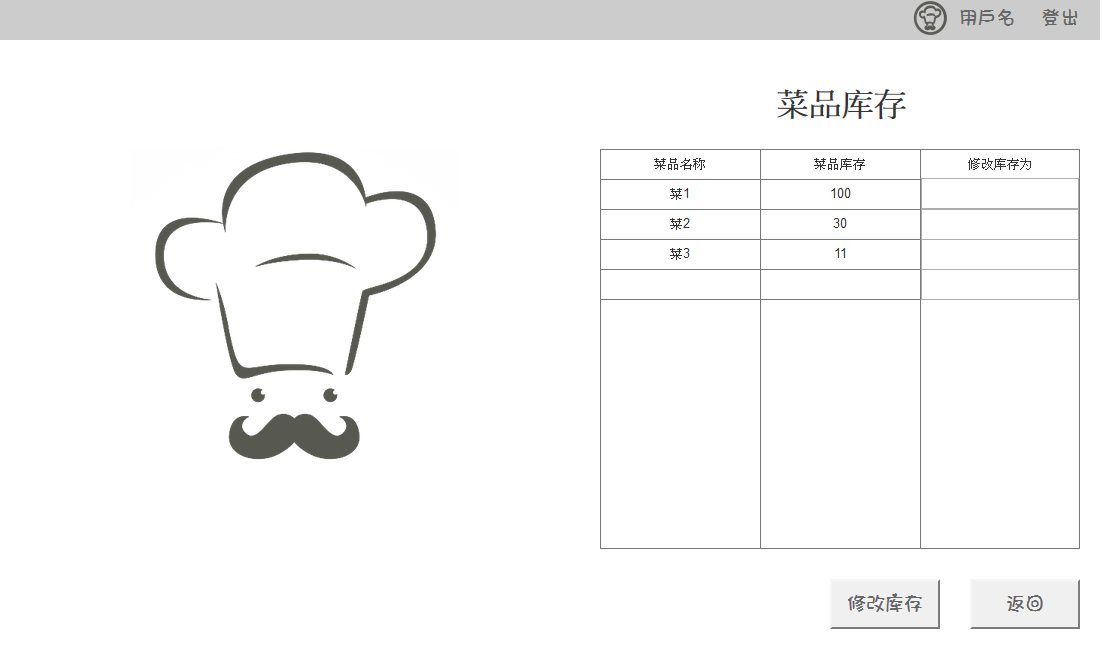 用戶名 登出
菜品库存
菜品名称 菜品库存 修改库存为
菜1 100
菜2 30
菜3 11
修改库存 返回